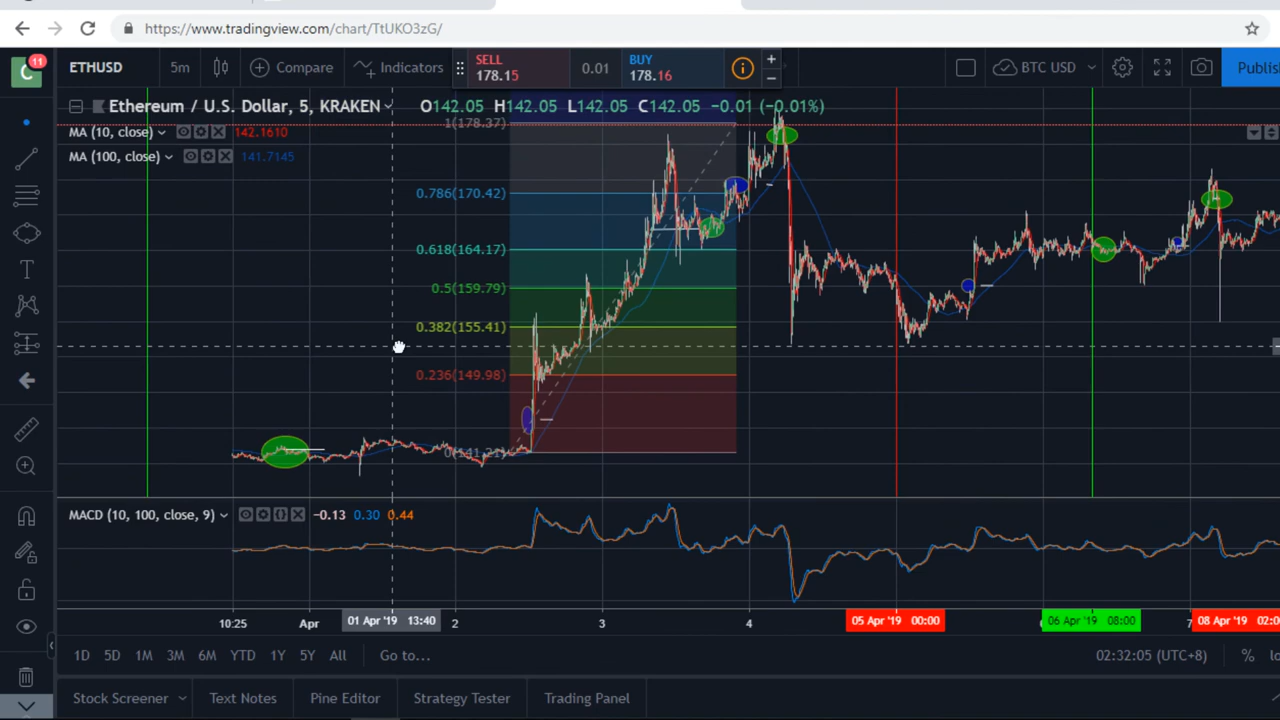 https://www.tradingview.com/chart/TtUKO3zG/
C
11
ETHUSD
5m
Compare
Indicators
SELL
178.15
0.01
BUY
178.16
BTC USD
Publis
Ethereum / U.S. Dollar, 5, KRAKEN O142.05 H142.05 L142.05 C142.05 −0.01 (−0.01%)
MA (10, close) 142.1610
MA (100, close) 141.7145
1(178.37)
0.786(170.42)
0.618(164.17)
0.5(159.79)
0.382(155.41)
0.236(149.98)
0(141.21)
MACD (10, 100, close, 9) −0.13 0.30 0.44
10:25 Apr 01 Apr '19 13:40 2 3 4 05 Apr '19 00:00 06 Apr '19 08:00 7 08 Apr '19 02:0
1D 5D 1M 3M 6M YTD 1Y 5Y All Go to... 02:32:05 (UTC+8) % lo
Stock Screener Text Notes Pine Editor Strategy Tester Trading Panel